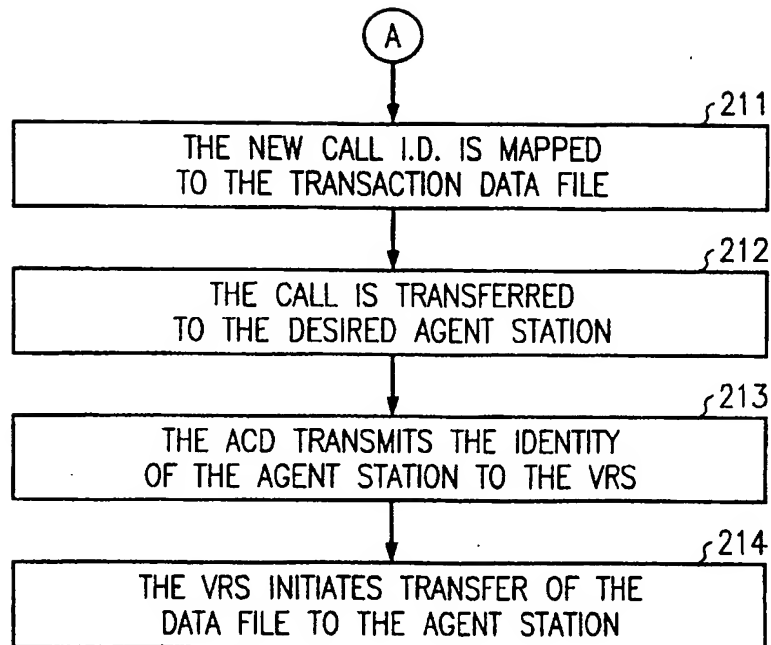 A
211
THE NEW CALL I.D. IS MAPPED
TO THE TRANSACTION DATA FILE
212
THE CALL IS TRANSFERRED
TO THE DESIRED AGENT STATION
213
THE ACD TRANSMITS THE IDENTITY
OF THE AGENT STATION TO THE VRS
214
THE VRS INITIATES TRANSFER OF THE
DATA FILE TO THE AGENT STATION